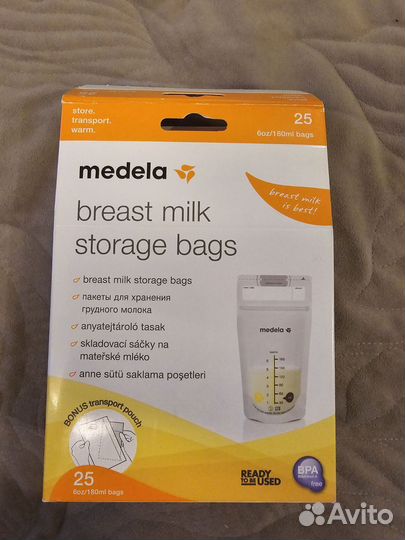 store.
transport.
warm.
25
6oz/180ml bags
medela
breast milk
is best!
breast milk
storage bags
breast milk storage bags
пакеты для хранения
грудного молока
anyatejtároló tasak
skladovací sáčky na
mateřské mléko
anne sütü saklama poşetleri
medela
BONUS transport pouch
25
6oz/180ml bags
READY
TO BE USED
BPA
free
Avito